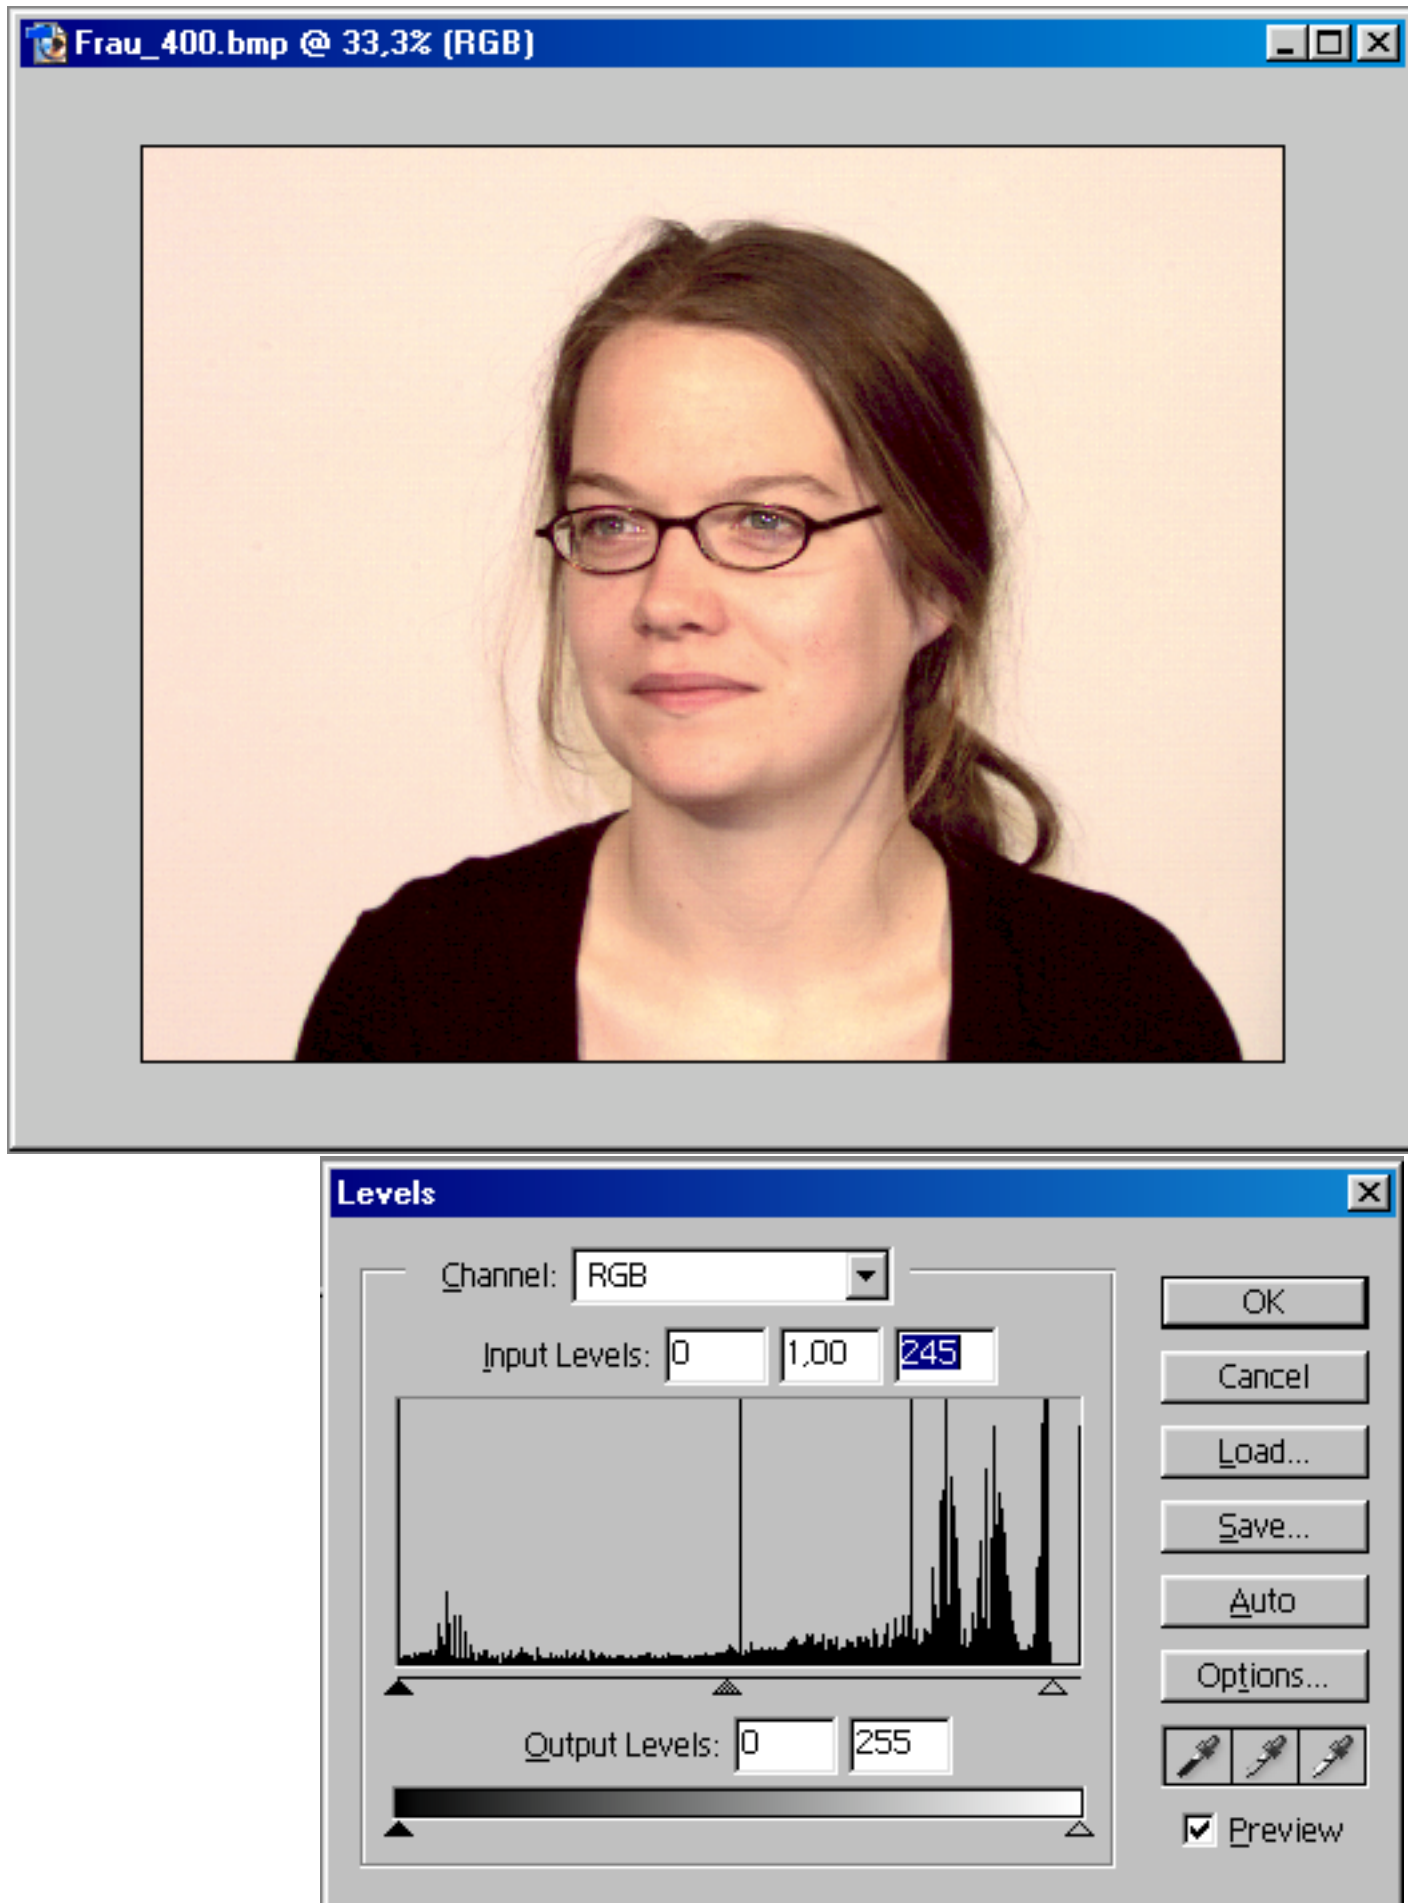 Frau_400.bmp @ 33,3% (RGB)
Levels
Channel: RGB
Input Levels: 0 1,00 245
Output Levels: 0 255
OK
Cancel
Load...
Save...
Auto
Options...
Preview